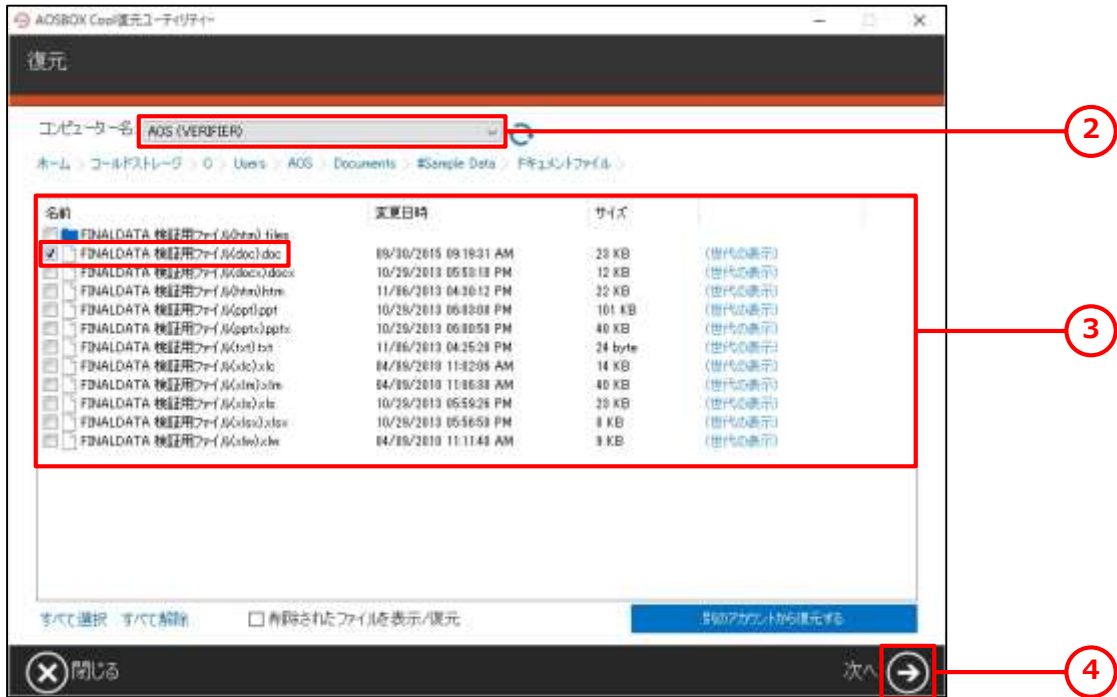 AOSBOX Cool復元ユーティリティー
復元
コンピューター名: AOS (VERIFIER)
2
ホーム > コールドストレージ > > Users > AOS > Documents > #Sample Data > ドキュメントファイル >
名前 変更日時 サイズ
FINALDATA 検証用ファイル(htm).files
FINALDATA 検証用ファイル(doc).doc 09/30/2015 09:19:31 AM 23 KB (世代の表示)
FINALDATA 検証用ファイル(docx).docx 10/29/2013 05:53:18 PM 12 KB (世代の表示)
FINALDATA 検証用ファイル(htm).htm 11/06/2013 04:30:12 PM 22 KB (世代の表示)
FINALDATA 検証用ファイル(ppt).ppt 10/29/2013 06:03:08 PM 101 KB (世代の表示)
FINALDATA 検証用ファイル(pptx).pptx 10/29/2013 06:00:50 PM 40 KB (世代の表示)
3
FINALDATA 検証用ファイル(txt).txt 11/06/2013 04:25:28 PM 24 byte (世代の表示)
FINALDATA 検証用ファイル(xlc).xlc 04/09/2010 11:02:06 AM 14 KB (世代の表示)
FINALDATA 検証用ファイル(xlm).xlm 04/09/2010 11:06:38 AM 40 KB (世代の表示)
FINALDATA 検証用ファイル(xls).xls 10/29/2013 05:59:26 PM (世代の表示)
FINALDATA 検証用ファイル(xlsx).xlsx 10/29/2013 05:56:50 PM (世代の表示)
FINALDATA 検証用ファイル(xlw).xlw 04/09/2010 11:11:40 AM 9 KB (世代の表示)
すべて選択 すべて解除 削除されたファイルを表示/復元 別のアカウントから復元する
閉じる 次へ 4